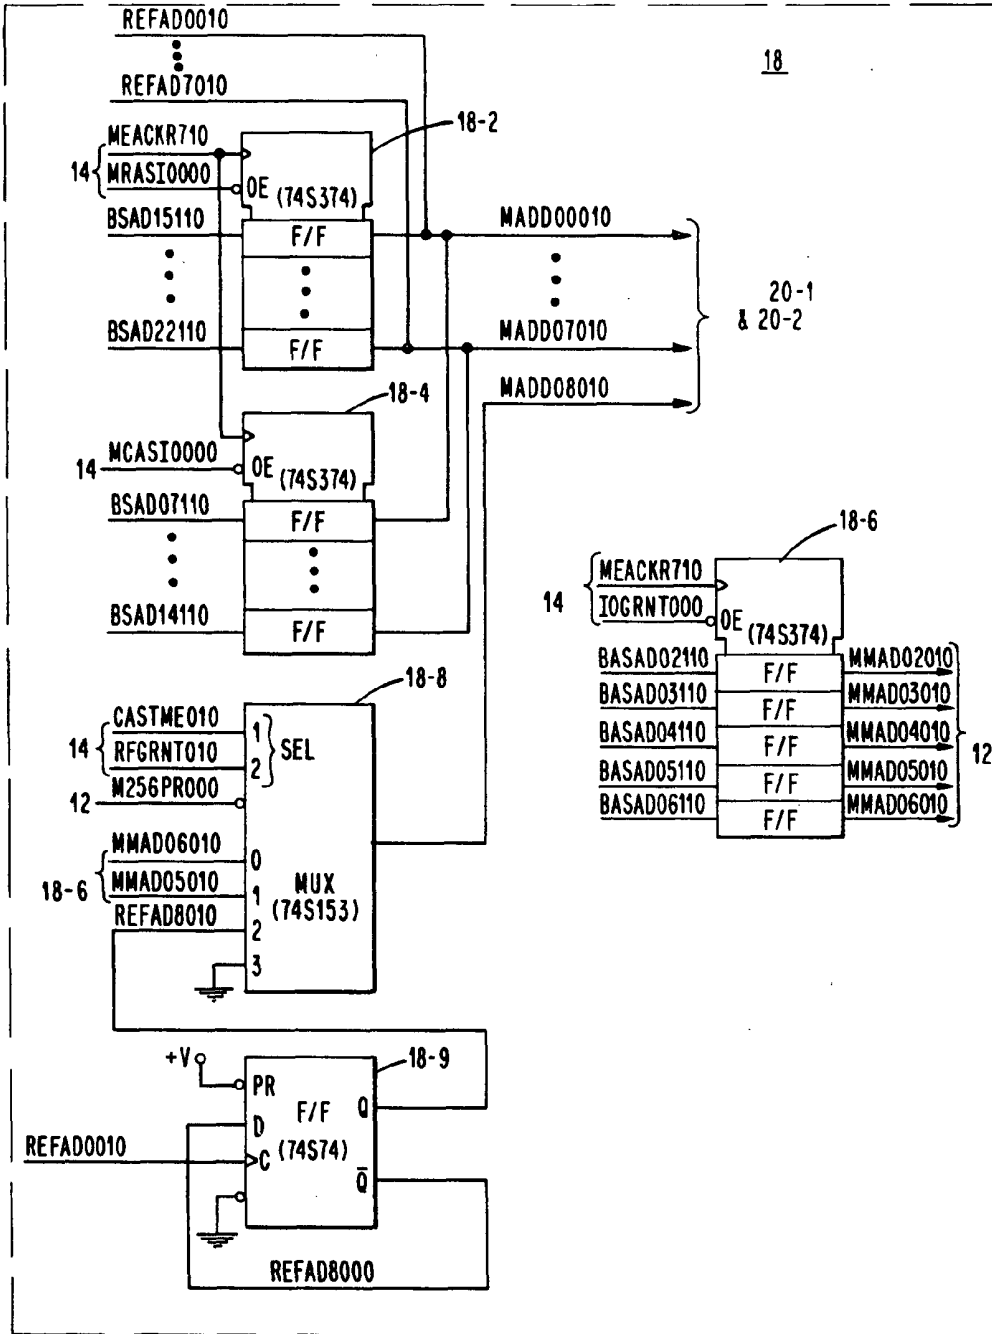 REFAD0010
18
REFAD7010
18-2
MEACKR710
14
MRASI0000
OE
(74S374)
BSAD15110
F/F
MADD00010
20-1
& 20-2
BSAD22110
F/F
MADD07010
18-4
MADD08010
MCASI0000
14
OE
(74S374)
BSAD07110
F/F
BSAD14110
F/F
18-6
MEACKR710
14
IOGRNT000
OE
(74S374)
BASAD02110
F/F
MMAD02010
BASAD03110
F/F
MMAD03010
BASAD04110
F/F
MMAD04010
12
BASAD05110
F/F
MMAD05010
BASAD06110
F/F
MMAD06010
18-8
CASTME010
1
SEL
14
RFGRNT010
2
M256PR000
12
MMAD06010
0
18-6
MMAD05010
1
MUX
(74S153)
REFAD8010
2
3
+V
18-9
PR
F/F
Q
D
(74S74)
REFAD0010
C
Q̅
REFAD8000